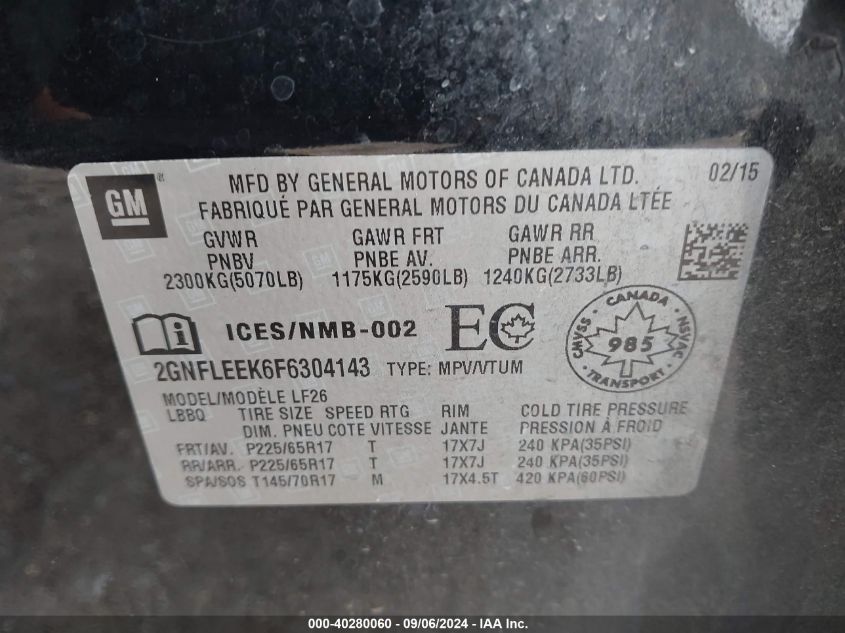 GM
MFD BY GENERAL MOTORS OF CANADA LTD. 02/15
FABRIQUÉ PAR GENERAL MOTORS DU CANADA LTÉE
GVWR GAWR FRT GAWR RR
PNBV PNBE AV. PNBE ARR.
2300KG(5070LB) 1175KG(2590LB) 1240KG(2733LB)
i ICES/NMB-002 EC
CANADA
CMVSS 985 NSVAC
TRANSPORT
2GNFLEEK6F6304143 TYPE: MPV/VTUM
MODEL/MODÈLE LF26
LBBQ TIRE SIZE SPEED RTG RIM COLD TIRE PRESSURE
DIM. PNEU COTE VITESSE JANTE PRESSION À FROID
FRT/AV. P225/65R17 T 17X7J 240 KPA(35PSI)
RR/ARR. P225/65R17 T 17X7J 240 KPA(35PSI)
SPA/SOS T145/70R17 M 17X4.5T 420 KPA(60PSI)
000-40280060 - 09/06/2024 - IAAI Inc.